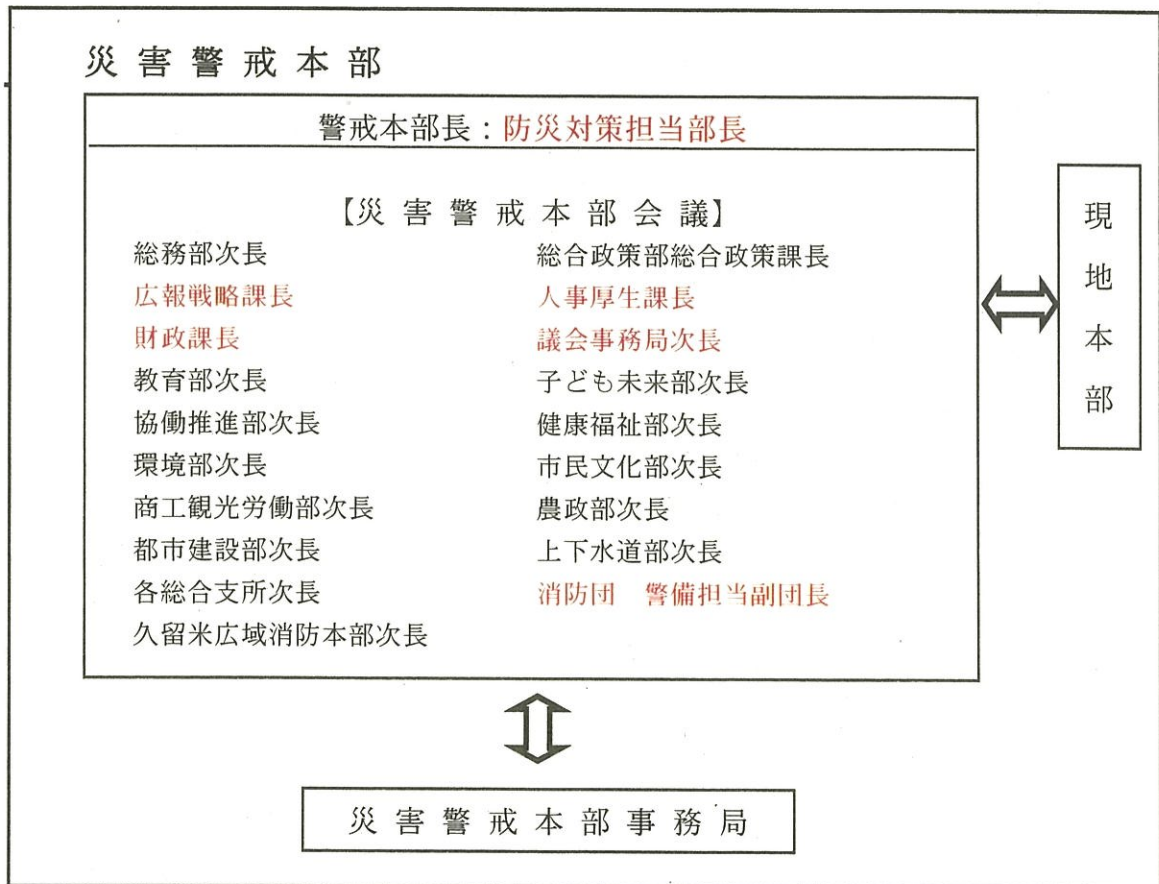 災害警戒本部
警戒本部長：防災対策担当部長
【災害警戒本部会議】
総務部次長　総合政策部総合政策課長
広報戦略課長　人事厚生課長
財政課長　議会事務局次長
教育部次長　子ども未来部次長
協働推進部次長　健康福祉部次長
環境部次長　市民文化部次長
商工観光労働部次長　農政部次長
都市建設部次長　上下水道部次長
各総合支所次長　消防団　警備担当副団長
久留米広域消防本部次長
現地本部
災害警戒本部事務局